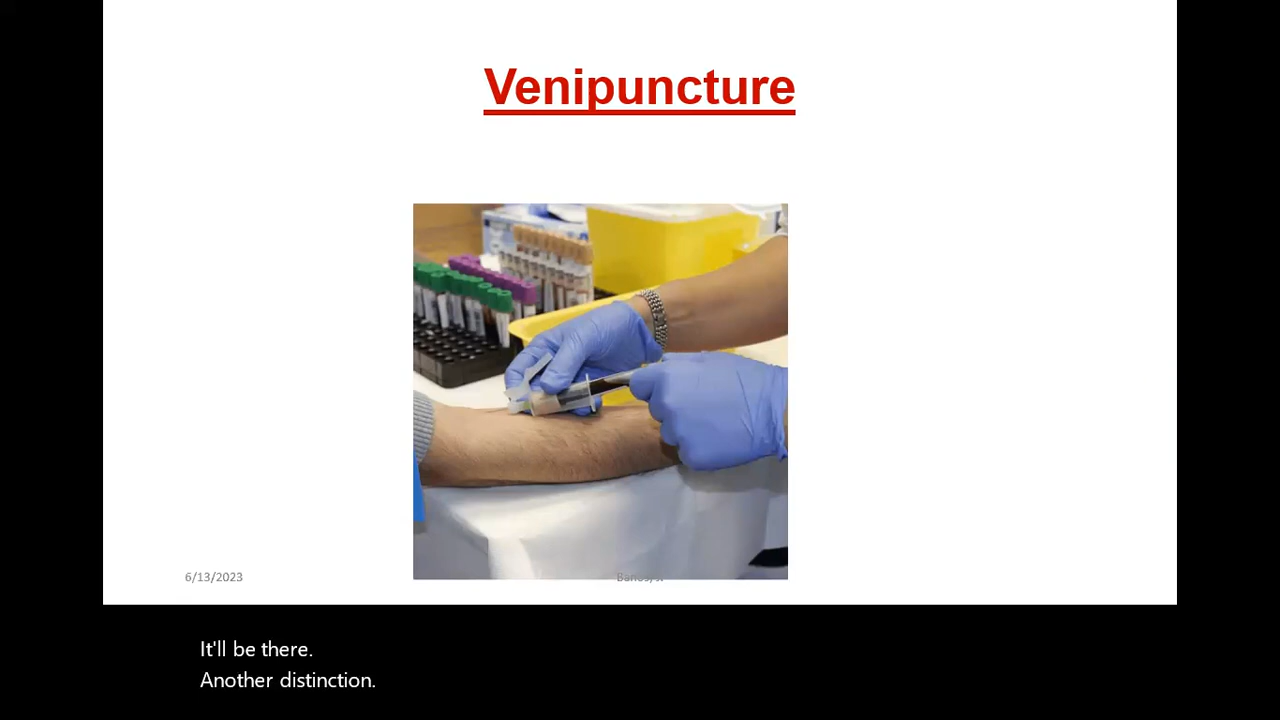 Venipuncture
6/13/2023
It'll be there.
Another distinction.